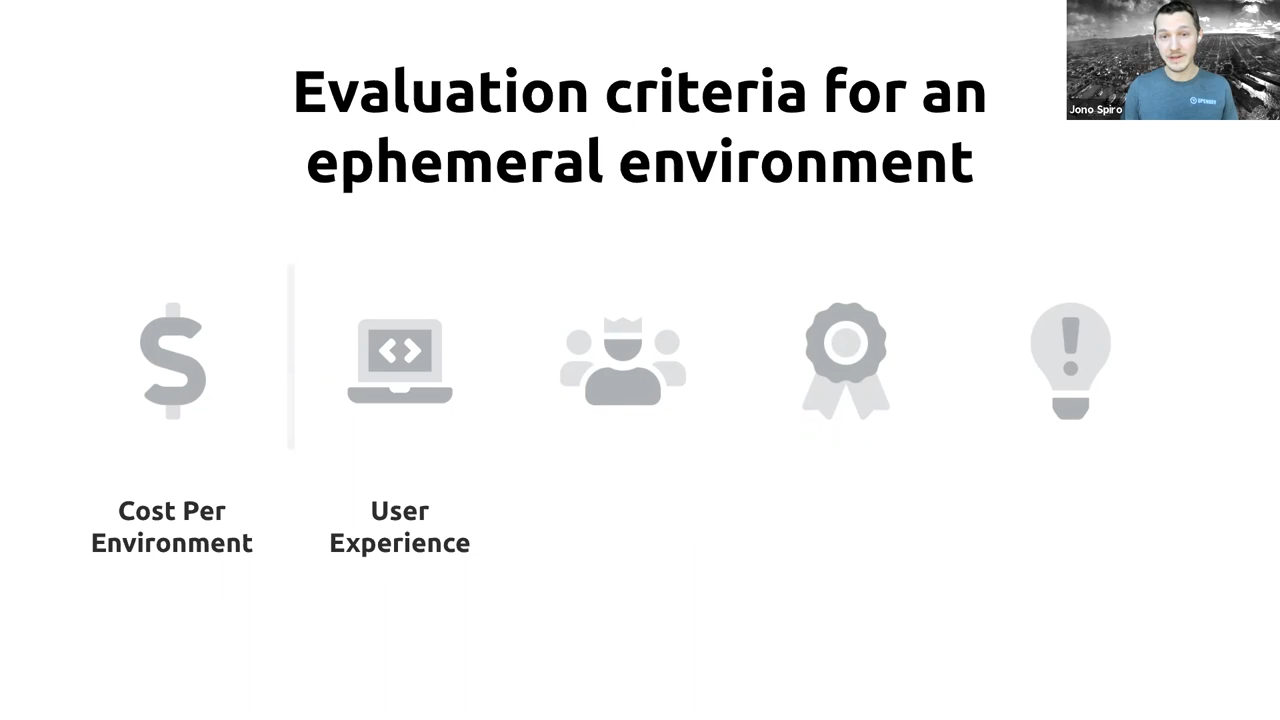 Evaluation criteria for an
ephemeral environment
Jono Spiro
Cost Per
Environment
User
Experience